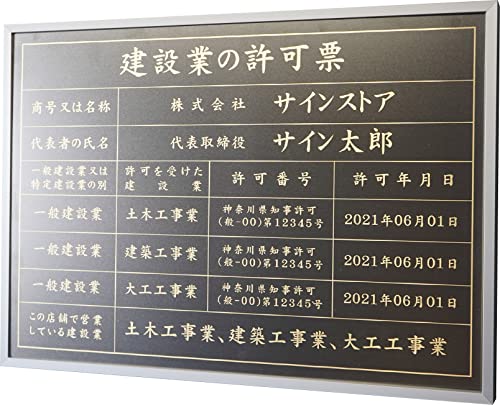 建設業の許可票
商号又は名称 株式会社 サインストア
代表者の氏名 代表取締役 サイン太郎
一般建設業又は
特定建設業の別
許可を受けた
建設業
許可番号
許可年月日
一般建設業 土木工事業
神奈川県知事許可
(般-00)第12345号
2021年06月01日
一般建設業 建築工事業
神奈川県知事許可
(般-00)第12345号
2021年06月01日
一般建設業 大工工事業
神奈川県知事許可
(般-00)第12345号
2021年06月01日
この店舗で営業
している建設業
土木工事業、建築工事業、大工工事業